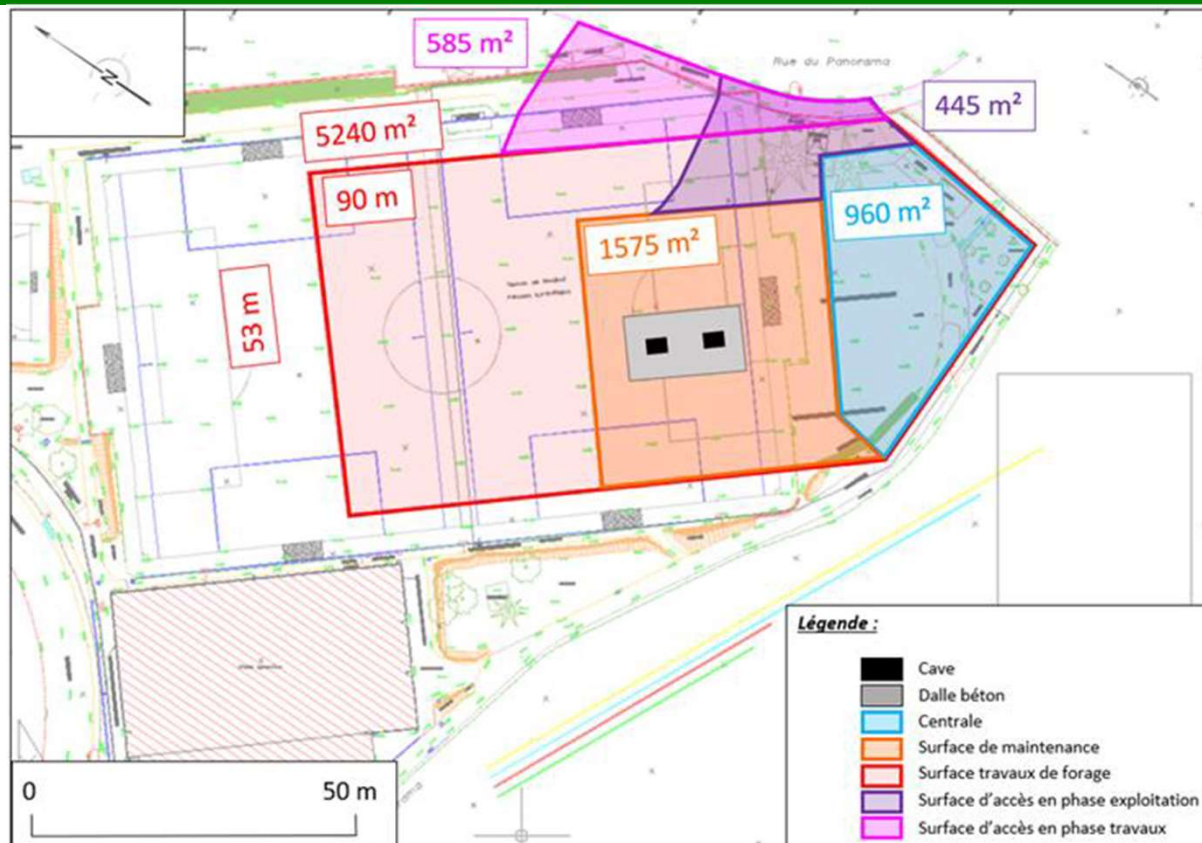 N
585 m²
Rue du Panorama
445 m²
5240 m²
90 m
960 m²
1575 m²
53 m
Légende :
Cave
Dalle béton
Centrale
Surface de maintenance
Surface travaux de forage
Surface d'accès en phase exploitation
Surface d'accès en phase travaux
0 50 m